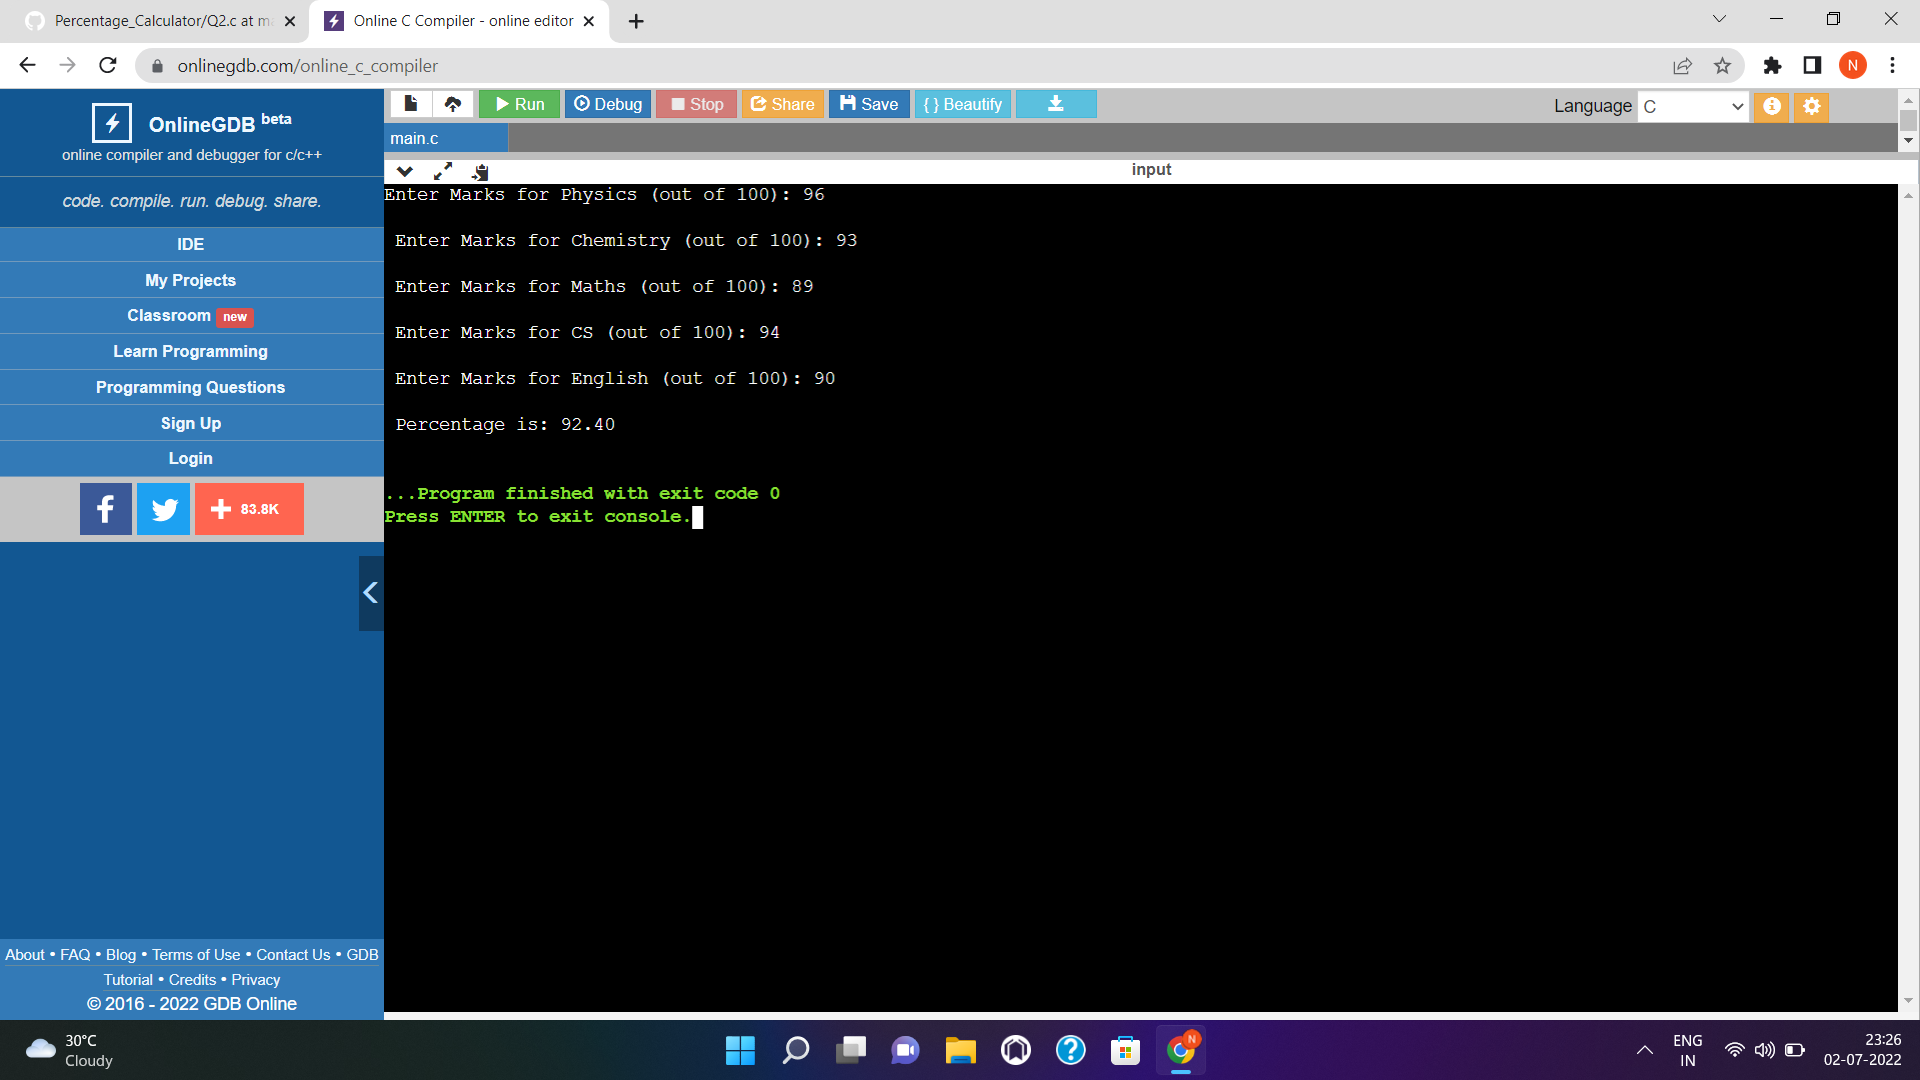 Percentage_Calculator/Q2.c at m
Online C Compiler - online editor
onlinegdb.com/online_c_compiler
N
OnlineGDB beta
online compiler and debugger for c/c++
code. compile. run. debug. share.
IDE
My Projects
Classroom new
Learn Programming
Programming Questions
Sign Up
Login
83.8K
About • FAQ • Blog • Terms of Use • Contact Us • GDB
Tutorial • Credits • Privacy
© 2016 - 2022 GDB Online
Run Debug Stop Share Save { } Beautify
Language C
main.c
input
Enter Marks for Physics (out of 100): 96
Enter Marks for Chemistry (out of 100): 93
Enter Marks for Maths (out of 100): 89
Enter Marks for CS (out of 100): 94
Enter Marks for English (out of 100): 90
Percentage is: 92.40
...Program finished with exit code 0
Press ENTER to exit console.
30°C
Cloudy
N
ENG
IN
23:26
02-07-2022